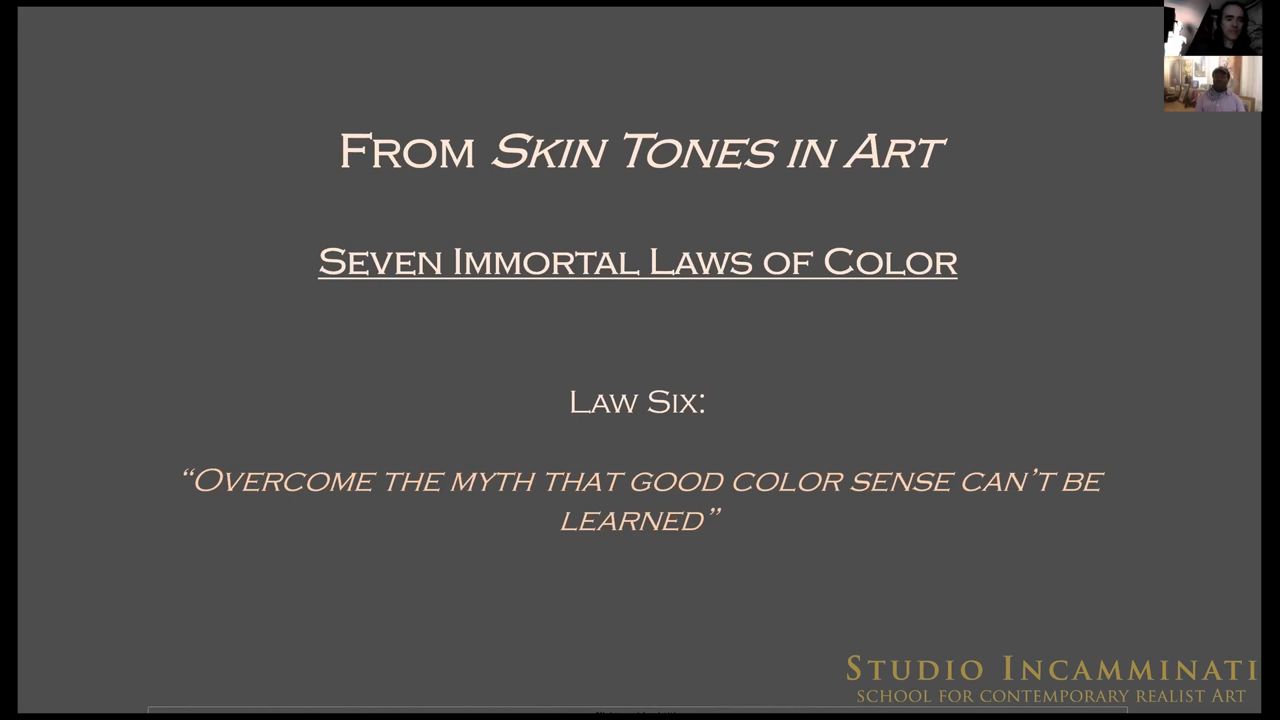 From Skin Tones in Art
Seven Immortal Laws of Color
Law Six:
“Overcome the myth that good color sense can’t be
learned”
Studio Incamminati
School for Contemporary Realist Art